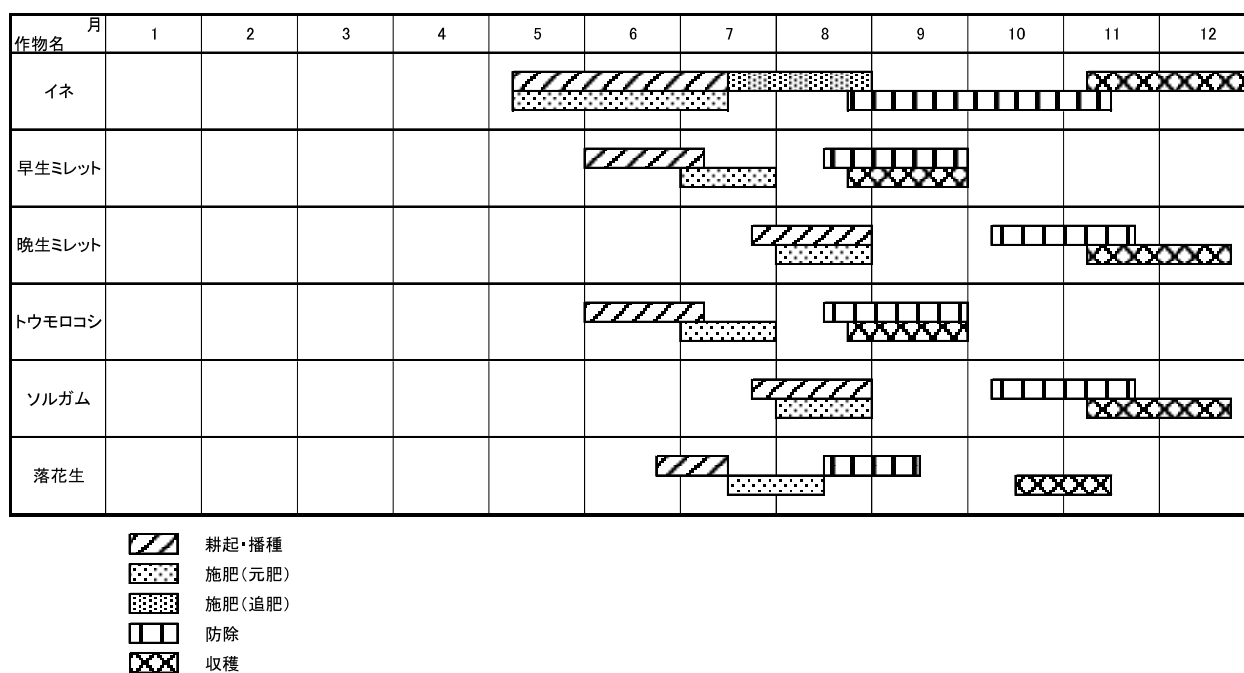 月
作物名 1 2 3 4 5 6 7 8 9 10 11 12
イネ
早生ミレット
晩生ミレット
トウモロコシ
ソルガム
落花生
耕起・播種
施肥(元肥)
施肥(追肥)
防除
収穫